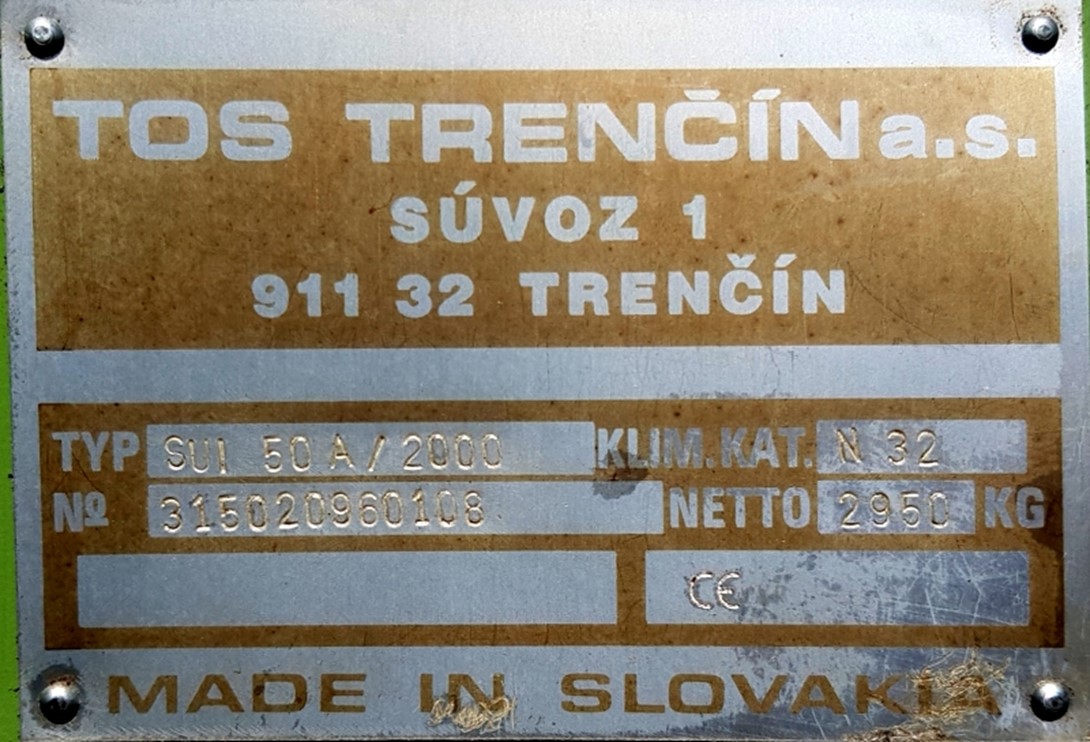 TOS TRENČÍN a.s.
SÚVOZ 1
911 32 TRENČÍN
TYP SUI 50 A / 2000 KLIM. KAT. N 32
Nº 315020960108 NETTO 2950 KG
CE
MADE IN SLOVAKIA